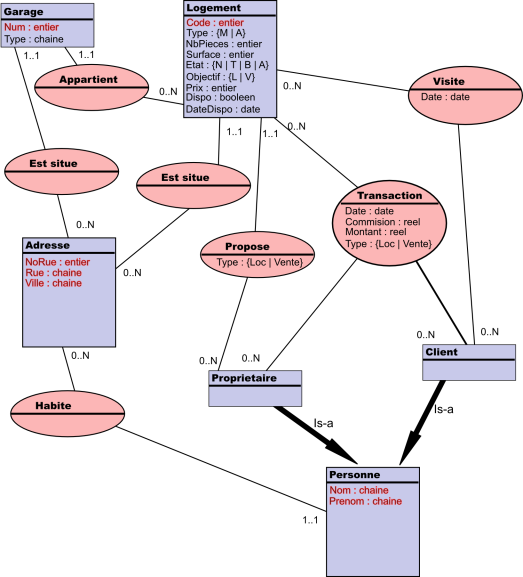 Garage
Num : entier
Type : chaine
Logement
Code : entier
Type : {M | A}
NbPieces : entier
Surface : entier
Etat : {N | T | B | A}
Objectif : {L | V}
Prix : entier
Dispo : booleen
DateDispo : date
1..1
1..1
Appartient
0..N
0..N
Visite
Date : date
1..1
1..1
0..N
Est situe
Est situe
Transaction
Date : date
Commision : reel
Montant : reel
Type : {Loc | Vente}
0..N
Adresse
NoRue : entier
Rue : chaine
Ville : chaine
0..N
Propose
Type : {Loc | Vente}
0..N
0..N
0..N
0..N
0..N
Proprietaire
Client
Habite
Is-a
Is-a
Personne
Nom : chaine
Prenom : chaine
1..1